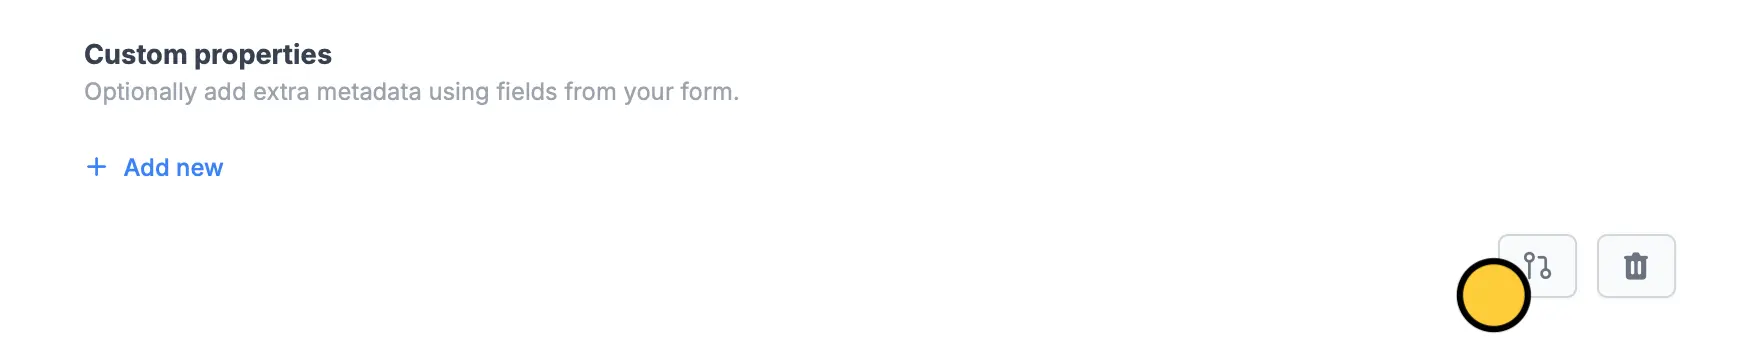 Custom properties
Optionally add extra metadata using fields from your form.
+ Add new